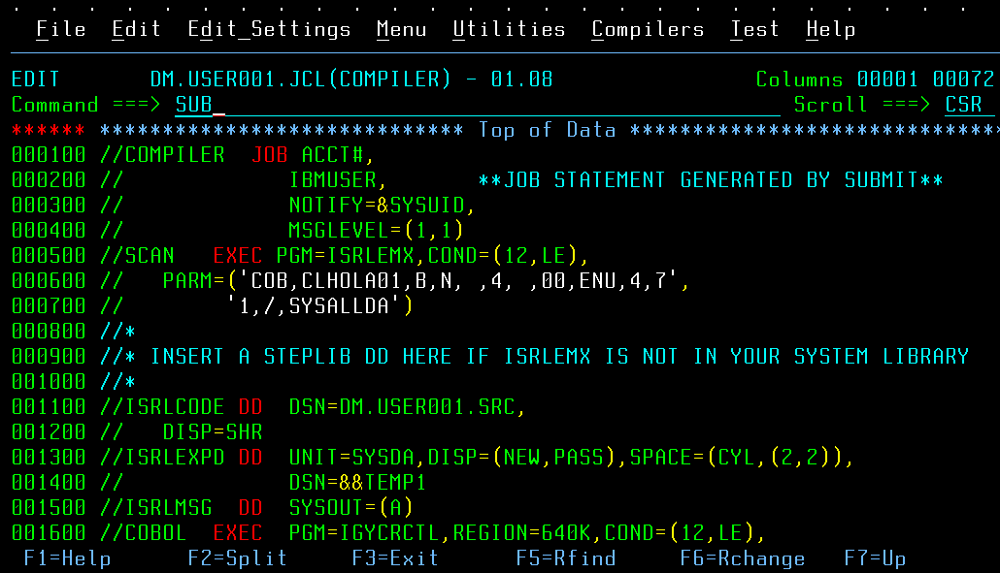 File  Edit  Edit_Settings  Menu  Utilities  Compilers  Test  Help
EDIT       DM.USER001.JCL(COMPILER) - 01.08                Columns 00001 00072
Command ===> SUB                                              Scroll ===> CSR
****** ***************************** Top of Data ******************************
000100 //COMPILER  JOB ACCT#,
000200 //             IBMUSER,       **JOB STATEMENT GENERATED BY SUBMIT**
000300 //             NOTIFY=&SYSUID,
000400 //             MSGLEVEL=(1,1)
000500 //SCAN   EXEC PGM=ISRLEMX,COND=(12,LE),
000600 //   PARM=('COB,CLHOLA01,B,N, ,4, ,00,ENU,4,7',
000700 //        '1,/,SYSALLDA')
000800 //*
000900 //* INSERT A STEPLIB DD HERE IF ISRLEMX IS NOT IN YOUR SYSTEM LIBRARY
001000 //*
001100 //ISRLCODE DD  DSN=DM.USER001.SRC,
001200 //   DISP=SHR
001300 //ISRLEXPD DD  UNIT=SYSDA,DISP=(NEW,PASS),SPACE=(CYL,(2,2)),
001400 //             DSN=&&TEMP1
001500 //ISRLMSG  DD  SYSOUT=(A)
001600 //COBOL  EXEC  PGM=IGYCRCTL,REGION=640K,COND=(12,LE),
F1=Help      F2=Split     F3=Exit      F5=Rfind     F6=Rchange   F7=Up